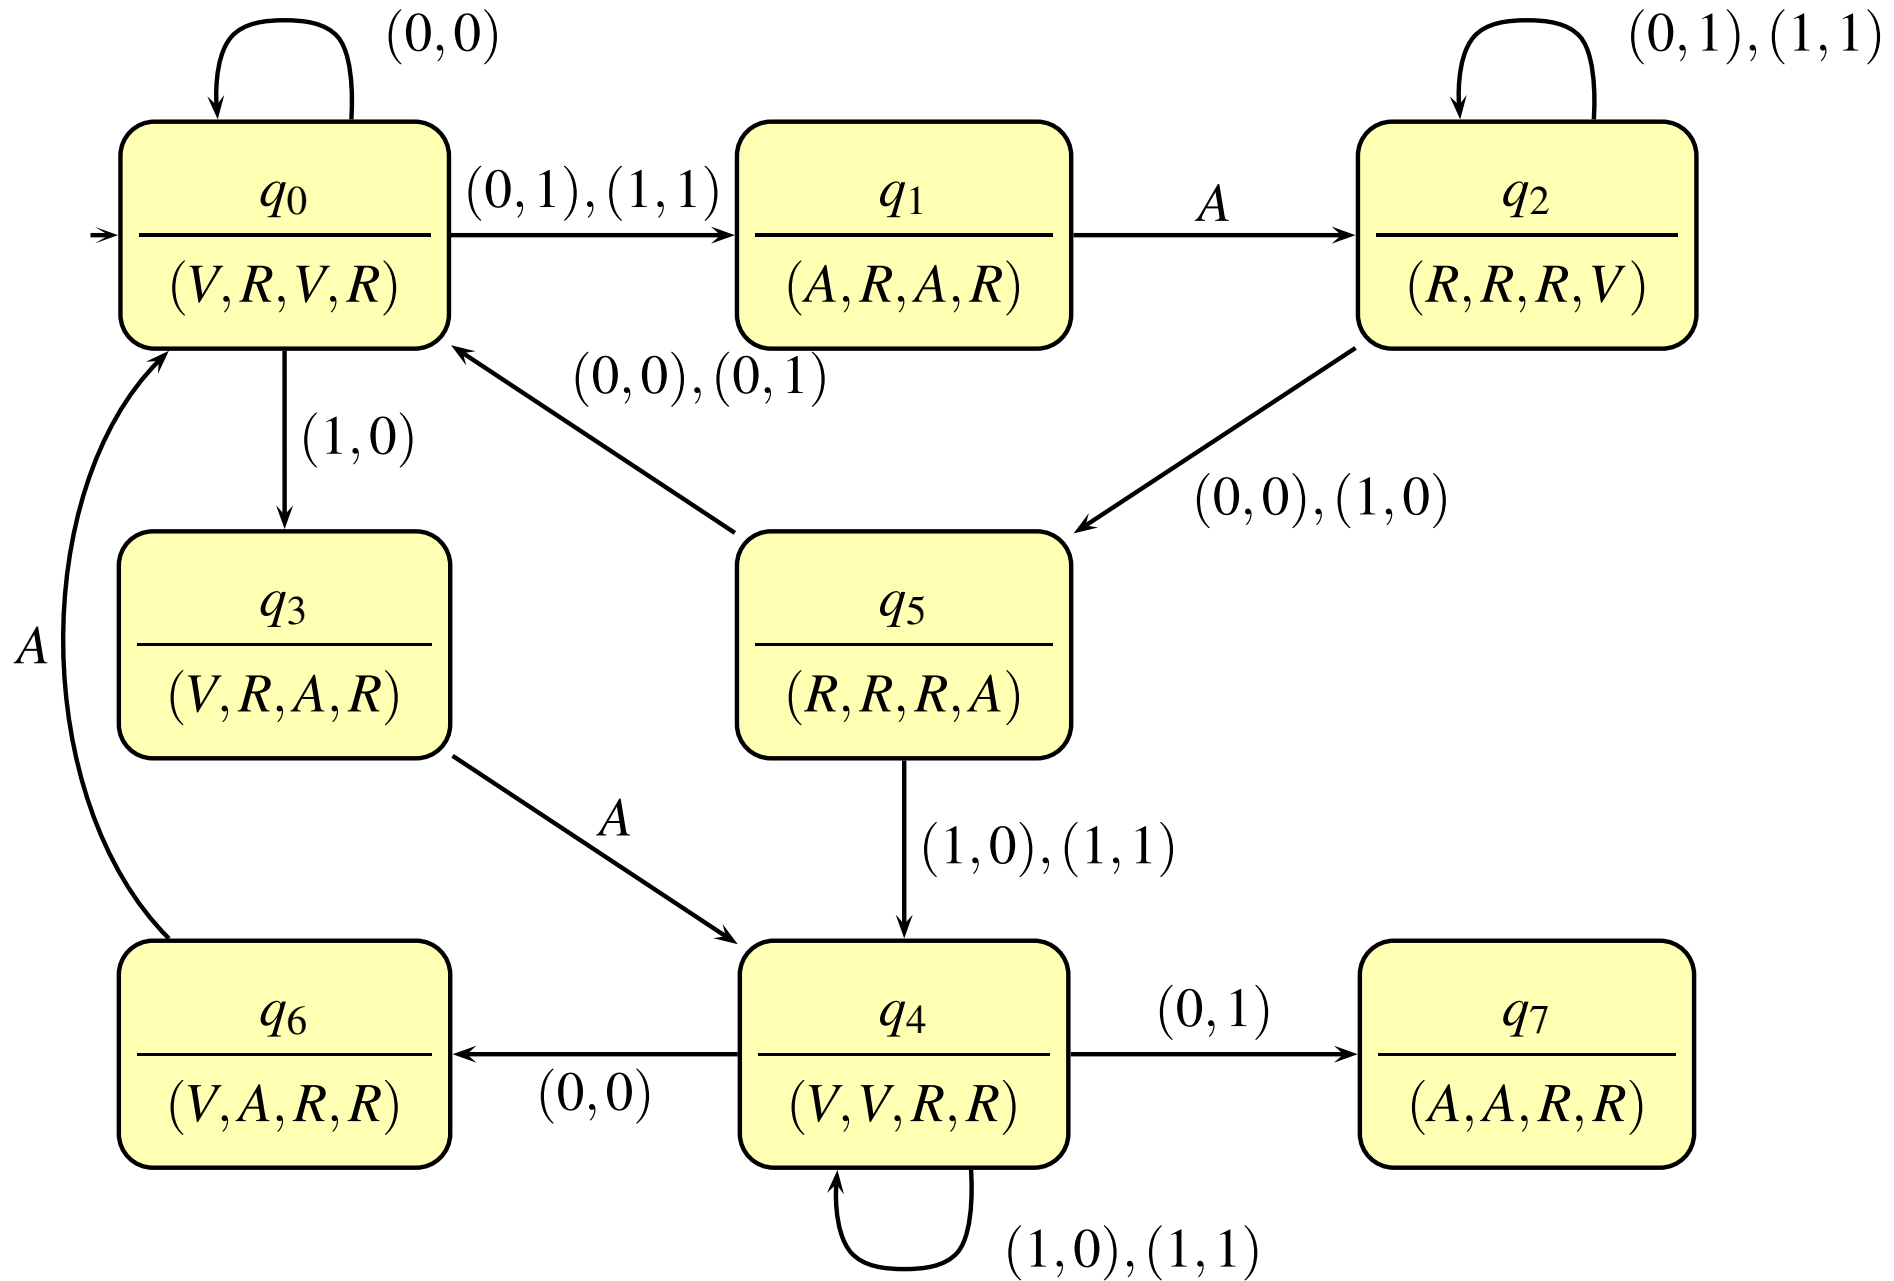 (0,0)
(0,1),(1,1)
q0
(V,R,V,R)
(0,1),(1,1)
q1
(A,R,A,R)
A
q2
(R,R,R,V)
(0,0),(0,1)
(1,0)
(0,0),(1,0)
q3
(V,R,A,R)
q5
(R,R,R,A)
A
A
(1,0),(1,1)
q6
(V,A,R,R)
(0,0)
q4
(V,V,R,R)
(0,1)
q7
(A,A,R,R)
(1,0),(1,1)